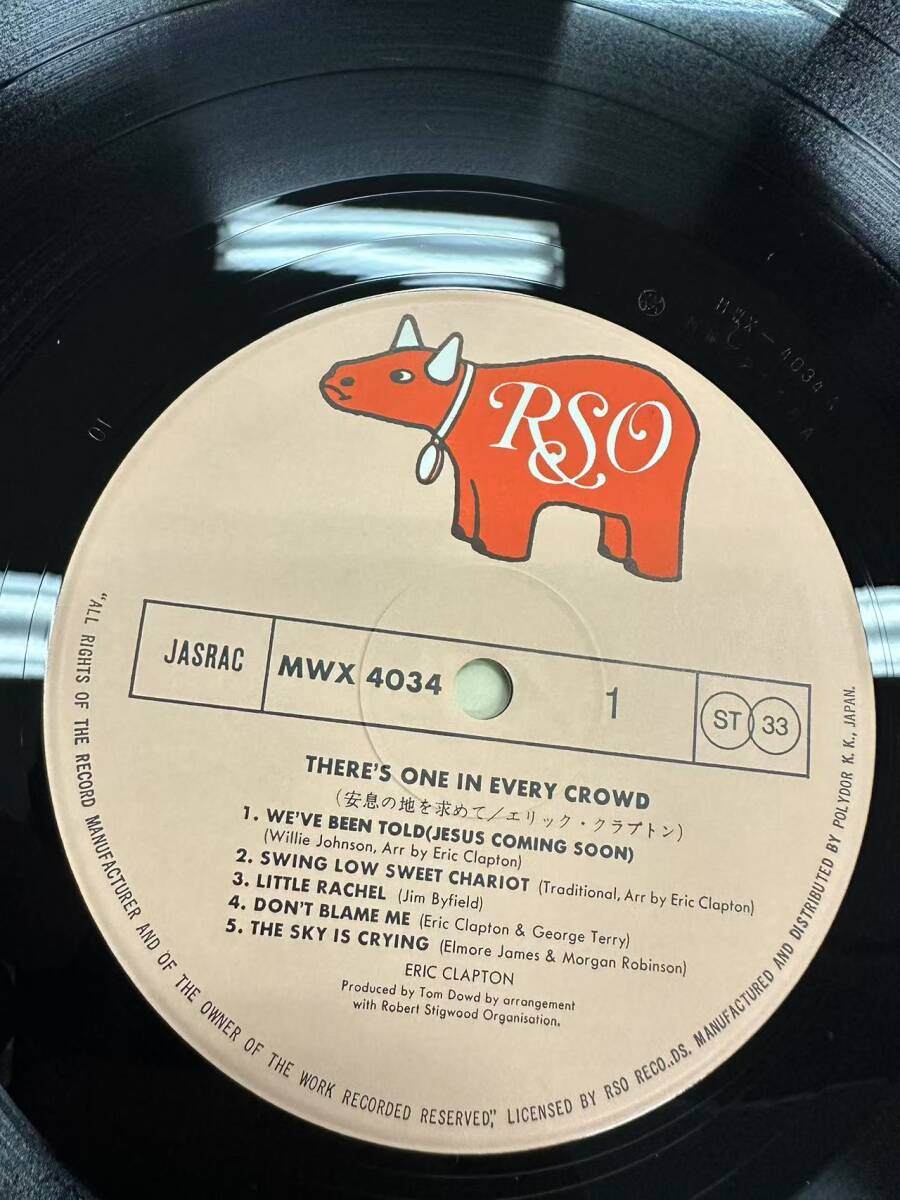 RSO
JASRAC
MWX 4034
1
ST 33
THERE'S ONE IN EVERY CROWD
(安息の地を求めて/エリック・クラプトン)
1. WE'VE BEEN TOLD(JESUS COMING SOON)
(Willie Johnson, Arr by Eric Clapton)
2. SWING LOW SWEET CHARIOT (Traditional, Arr by Eric Clapton)
3. LITTLE RACHEL (Jim Byfield)
4. DON'T BLAME ME (Eric Clapton & George Terry)
5. THE SKY IS CRYING (Elmore James & Morgan Robinson)
ERIC CLAPTON
Produced by Tom Dowd by arrangement
with Robert Stigwood Organisation.
"ALL RIGHTS OF THE RECORD MANUFACTURER AND OF THE OWNER OF THE WORK RECORDED RESERVED", LICENSED BY RSO RECO..DS. MANUFACTURED AND DISTRIBUTED BY POLYDOR K.K., JAPAN.
MWX-4034
01